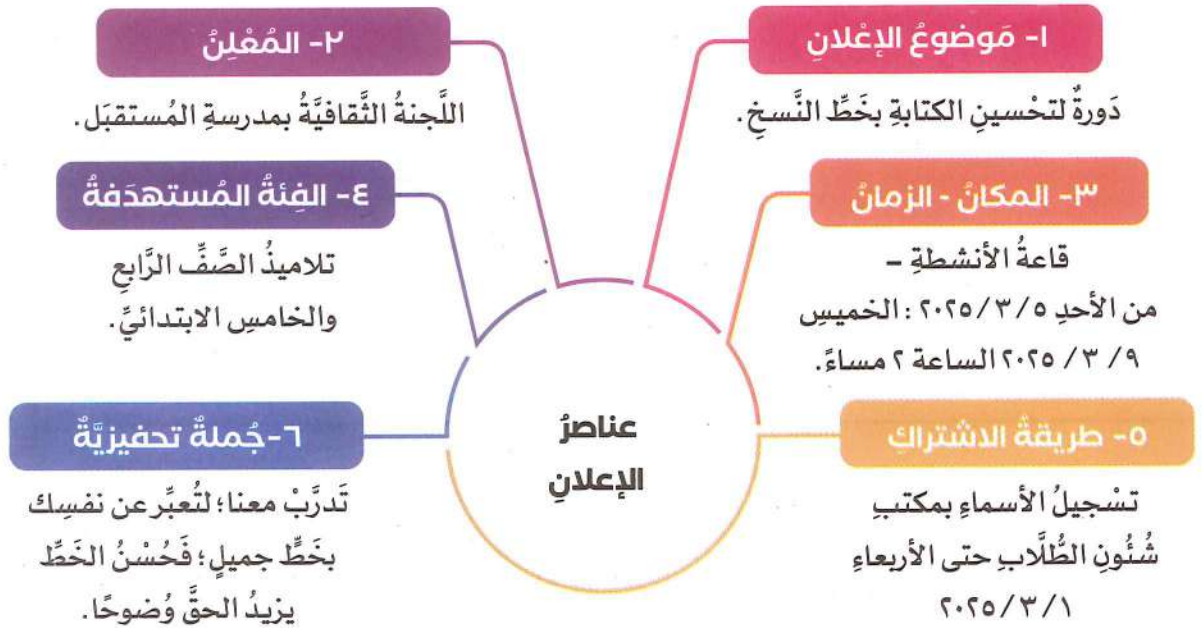 ١- مَوضوعُ الإعْلانِ
دَورةٌ لتحْسينِ الكتابةِ بخَطِّ النَّسخِ.
٢- المُعْلِنُ
اللَّجنةُ الثَّقافيَّةُ بمدرسةِ المُستقبَل.
٣- المكانُ - الزمانُ
قاعةُ الأنشطةِ –
من الأحدِ ٢٠٢٥/٣/٥ : الخميسِ
٩/ ٣/ ٢٠٢٥ الساعة ٢ مساءً.
٤- الفِئةُ المُستهدَفةُ
تلاميذُ الصَّفِّ الرَّابعِ
والخامسِ الابتدائيِّ.
٥- طريقةُ الاشتراكِ
تسْجيلُ الأسماءِ بمكتبِ
شُئُونِ الطُّلَّابِ حتى الأربعاءِ
٢٠٢٥/٣/١
٦-جُملةٌ تحفيزيَّةٌ
تَدرَّبْ معنا؛ لتُعبِّر عن نفسِك
بخَطٍّ جميلٍ؛ فَحُسْنُ الخَطِّ
يزيدُ الحقَّ وُضوحًا.
عناصرُ
الإعلانِ